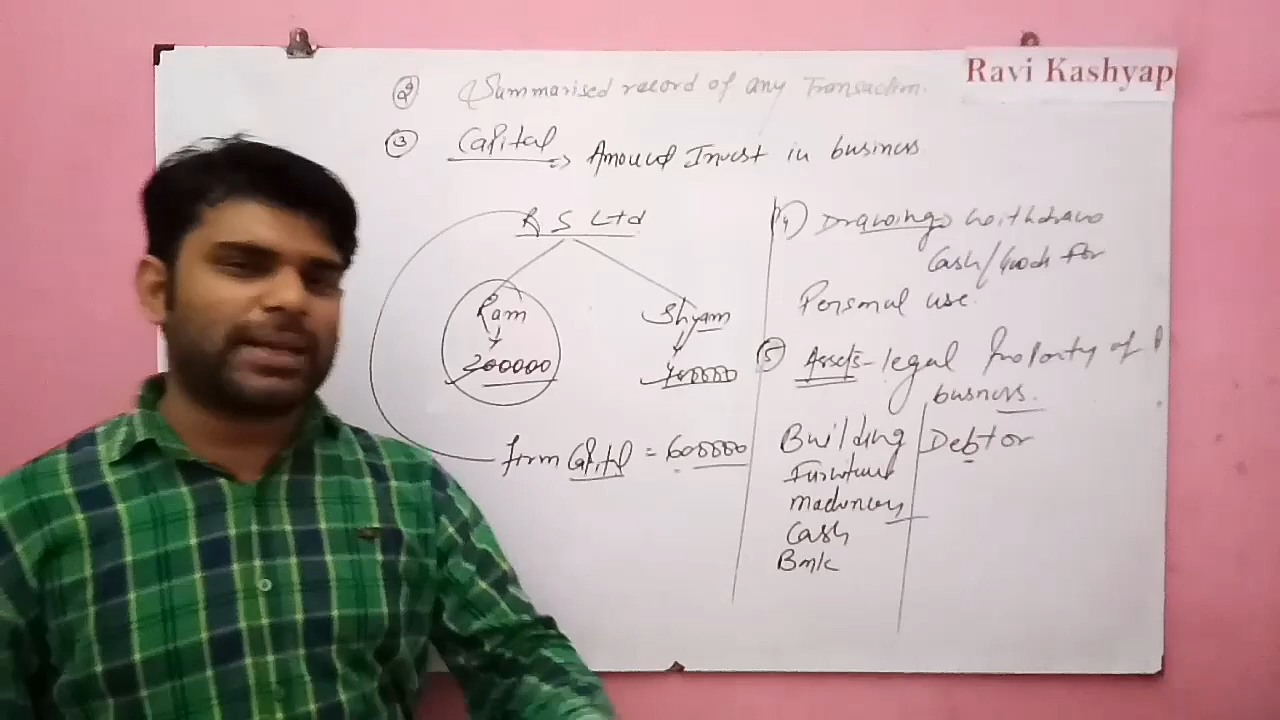 Ravi Kashyap
② Summarised record of any Transaction.
③ Capital → Amound Invest in business
R S Ltd
Ram
Shyam
200000
400000
firm Capital = 600000
4) Drawings withdraw
Cash/Goods for
Personal use.
⑤ Assets - legal Property of
business.
Building
Furniture
Machinery
Cash
Bank
Debtor